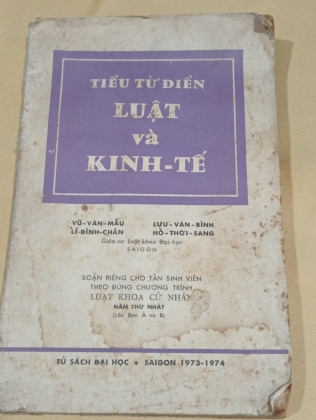 TIỂU TỪ ĐIỂN
LUẬT
và
KINH-TẾ
VŨ-VĂN-MẪU LƯU-VĂN-BÌNH
LÊ-ĐÌNH-CHÂN HỒ-THỚI-SANG
Giáo-sư Luật-khoa Đại-học
SAIGON
SOẠN RIÊNG CHO TÂN SINH VIÊN
THEO ĐÚNG CHƯƠNG TRÌNH
LUẬT KHOA CỬ NHÂN
NĂM THỨ NHẤT
(các Ban A và B)
TỦ SÁCH ĐẠI HỌC • SAIGON 1973-1974